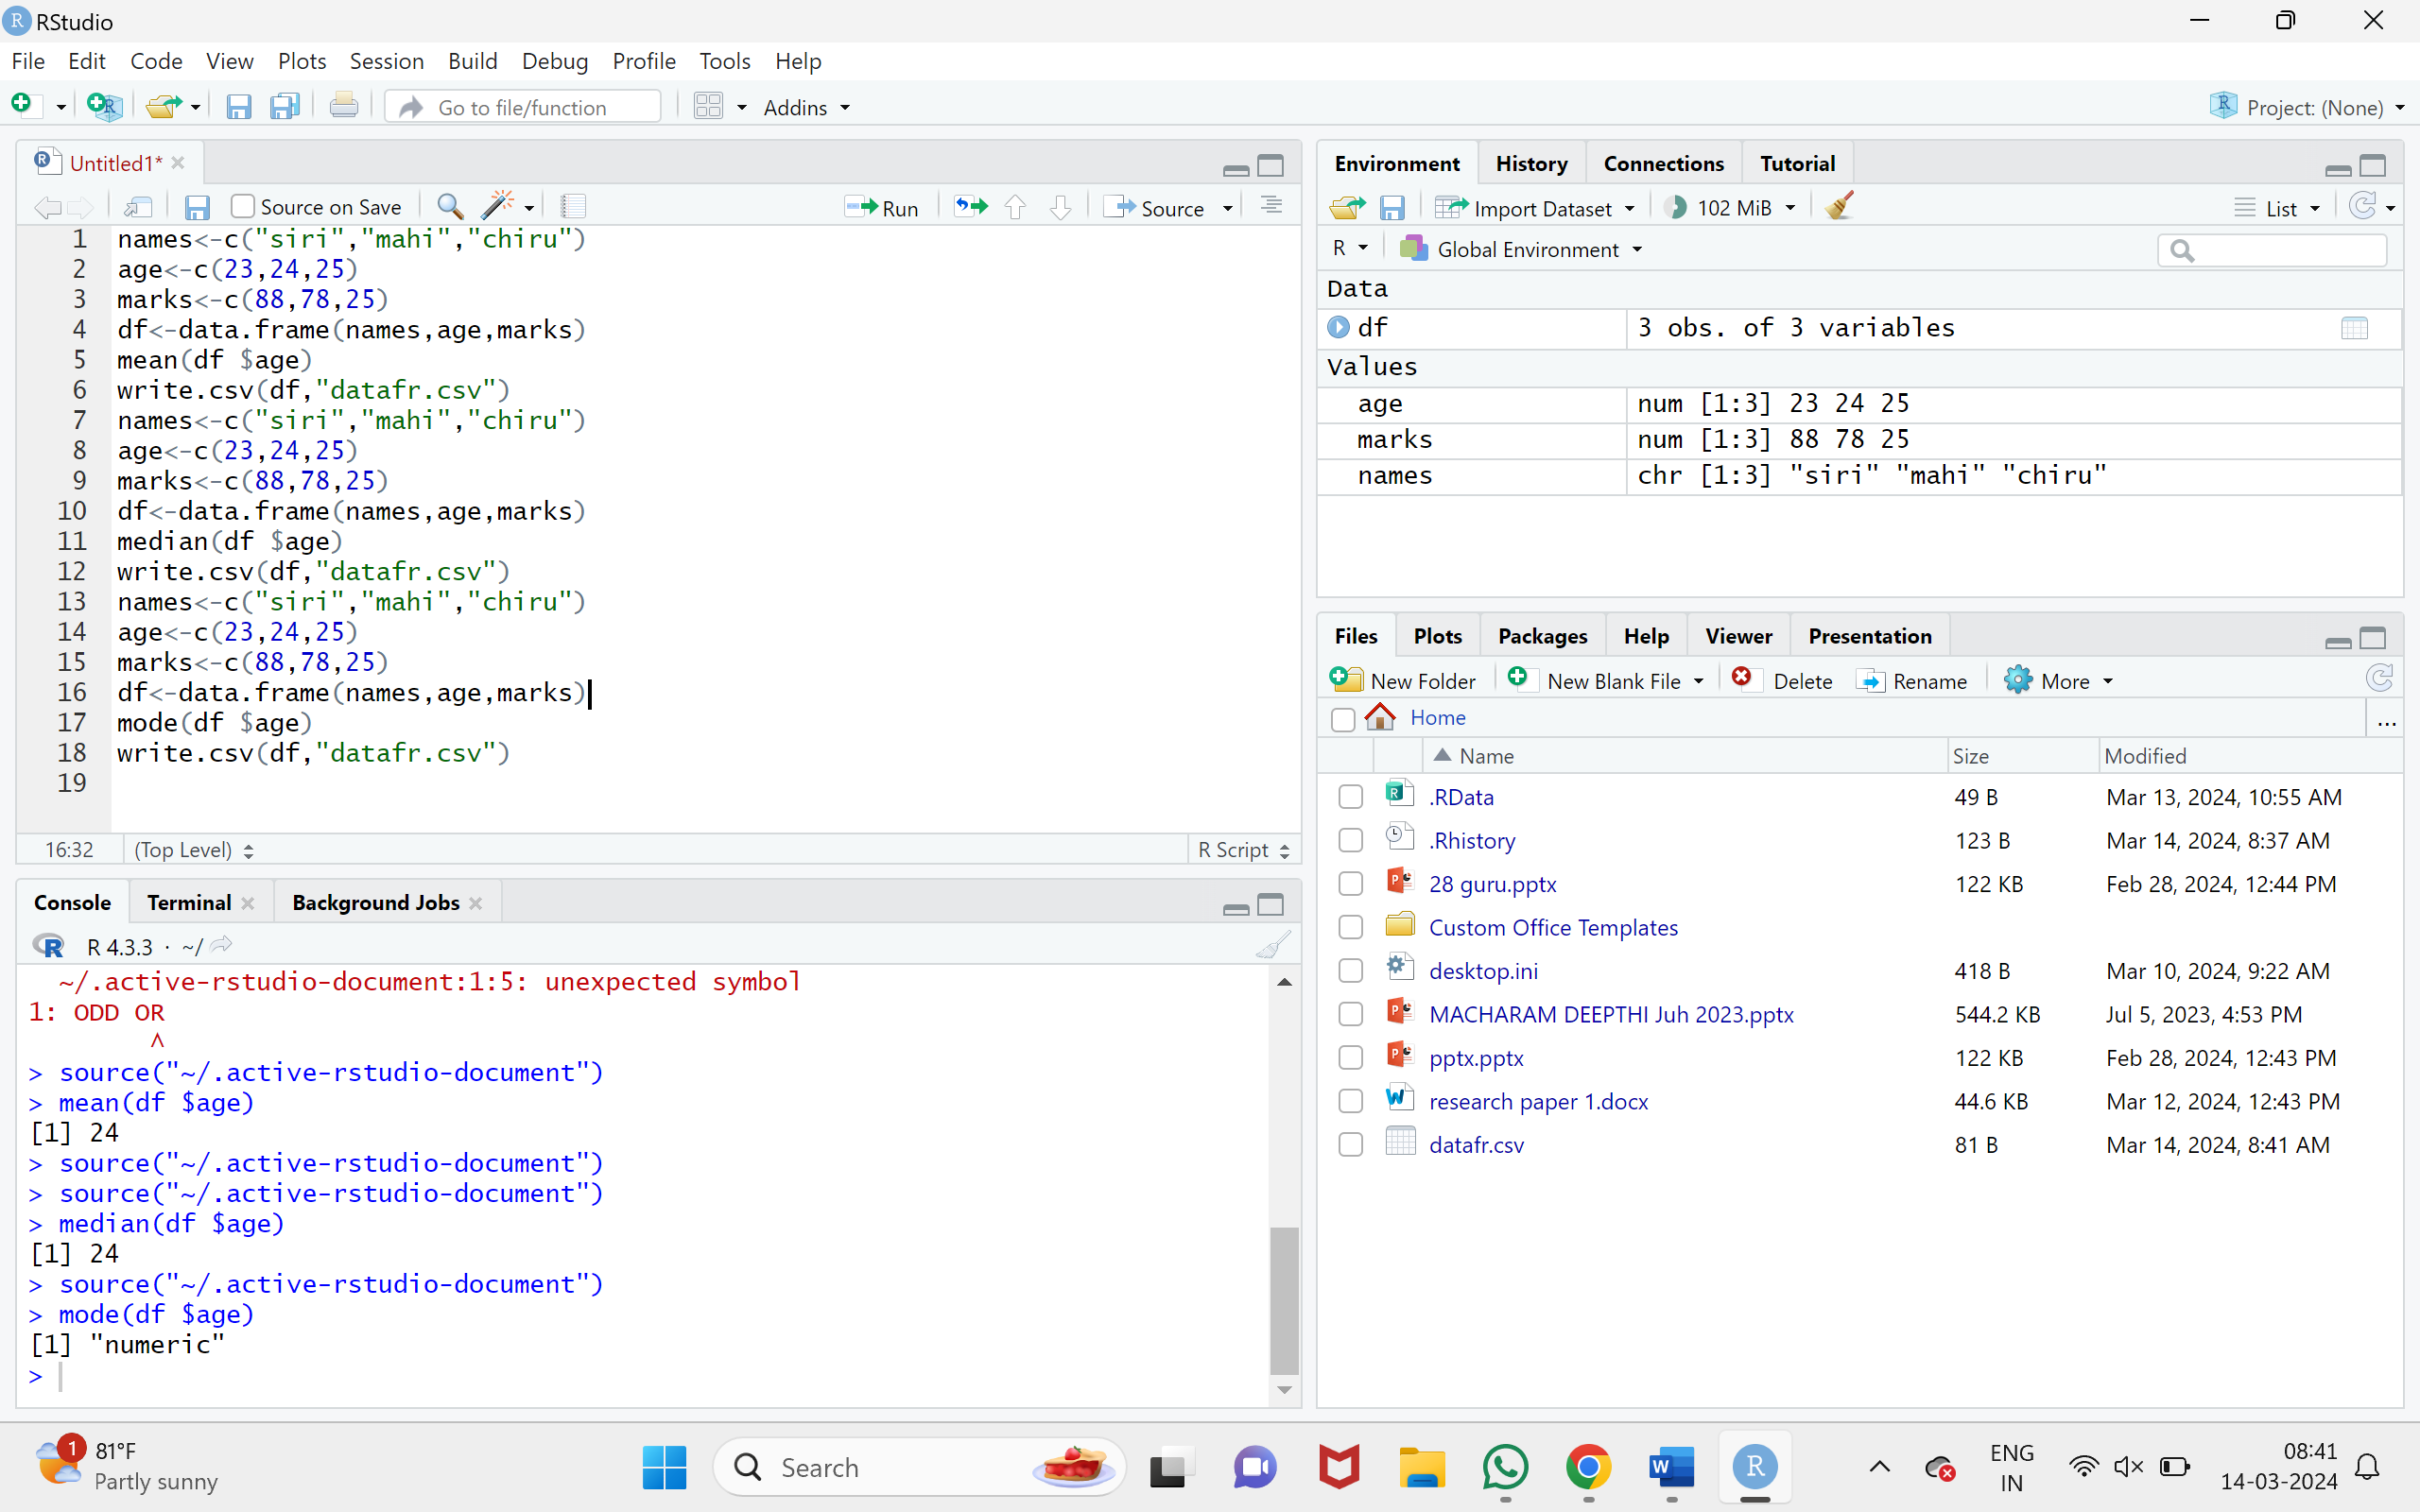 RStudio
File Edit Code View Plots Session Build Debug Profile Tools Help
Go to file/function Addins Project: (None)
Untitled1*
Source on Save Run Source
1 names<-c("siri","mahi","chiru")
2 age<-c(23,24,25)
3 marks<-c(88,78,25)
4 df<-data.frame(names,age,marks)
5 mean(df $age)
6 write.csv(df,"datafr.csv")
7 names<-c("siri","mahi","chiru")
8 age<-c(23,24,25)
9 marks<-c(88,78,25)
10 df<-data.frame(names,age,marks)
11 median(df $age)
12 write.csv(df,"datafr.csv")
13 names<-c("siri","mahi","chiru")
14 age<-c(23,24,25)
15 marks<-c(88,78,25)
16 df<-data.frame(names,age,marks)
17 mode(df $age)
18 write.csv(df,"datafr.csv")
19
16:32 (Top Level) R Script
Console Terminal Background Jobs
R 4.3.3 · ~/
~/.active-rstudio-document:1:5: unexpected symbol
1: ODD OR
^
> source("~/.active-rstudio-document")
> mean(df $age)
[1] 24
> source("~/.active-rstudio-document")
> source("~/.active-rstudio-document")
> median(df $age)
[1] 24
> source("~/.active-rstudio-document")
> mode(df $age)
[1] "numeric"
>
Environment History Connections Tutorial
Import Dataset 102 MiB List
R Global Environment
Data
df 3 obs. of 3 variables
Values
age num [1:3] 23 24 25
marks num [1:3] 88 78 25
names chr [1:3] "siri" "mahi" "chiru"
Files Plots Packages Help Viewer Presentation
New Folder New Blank File Delete Rename More
Home ...
Name Size Modified
.RData 49 B Mar 13, 2024, 10:55 AM
.Rhistory 123 B Mar 14, 2024, 8:37 AM
28 guru.pptx 122 KB Feb 28, 2024, 12:44 PM
Custom Office Templates
desktop.ini 418 B Mar 10, 2024, 9:22 AM
MACHARAM DEEPTHI Juh 2023.pptx 544.2 KB Jul 5, 2023, 4:53 PM
pptx.pptx 122 KB Feb 28, 2024, 12:43 PM
research paper 1.docx 44.6 KB Mar 12, 2024, 12:43 PM
datafr.csv 81 B Mar 14, 2024, 8:41 AM
1 81°F
Partly sunny
Search
ENG
IN
08:41
14-03-2024